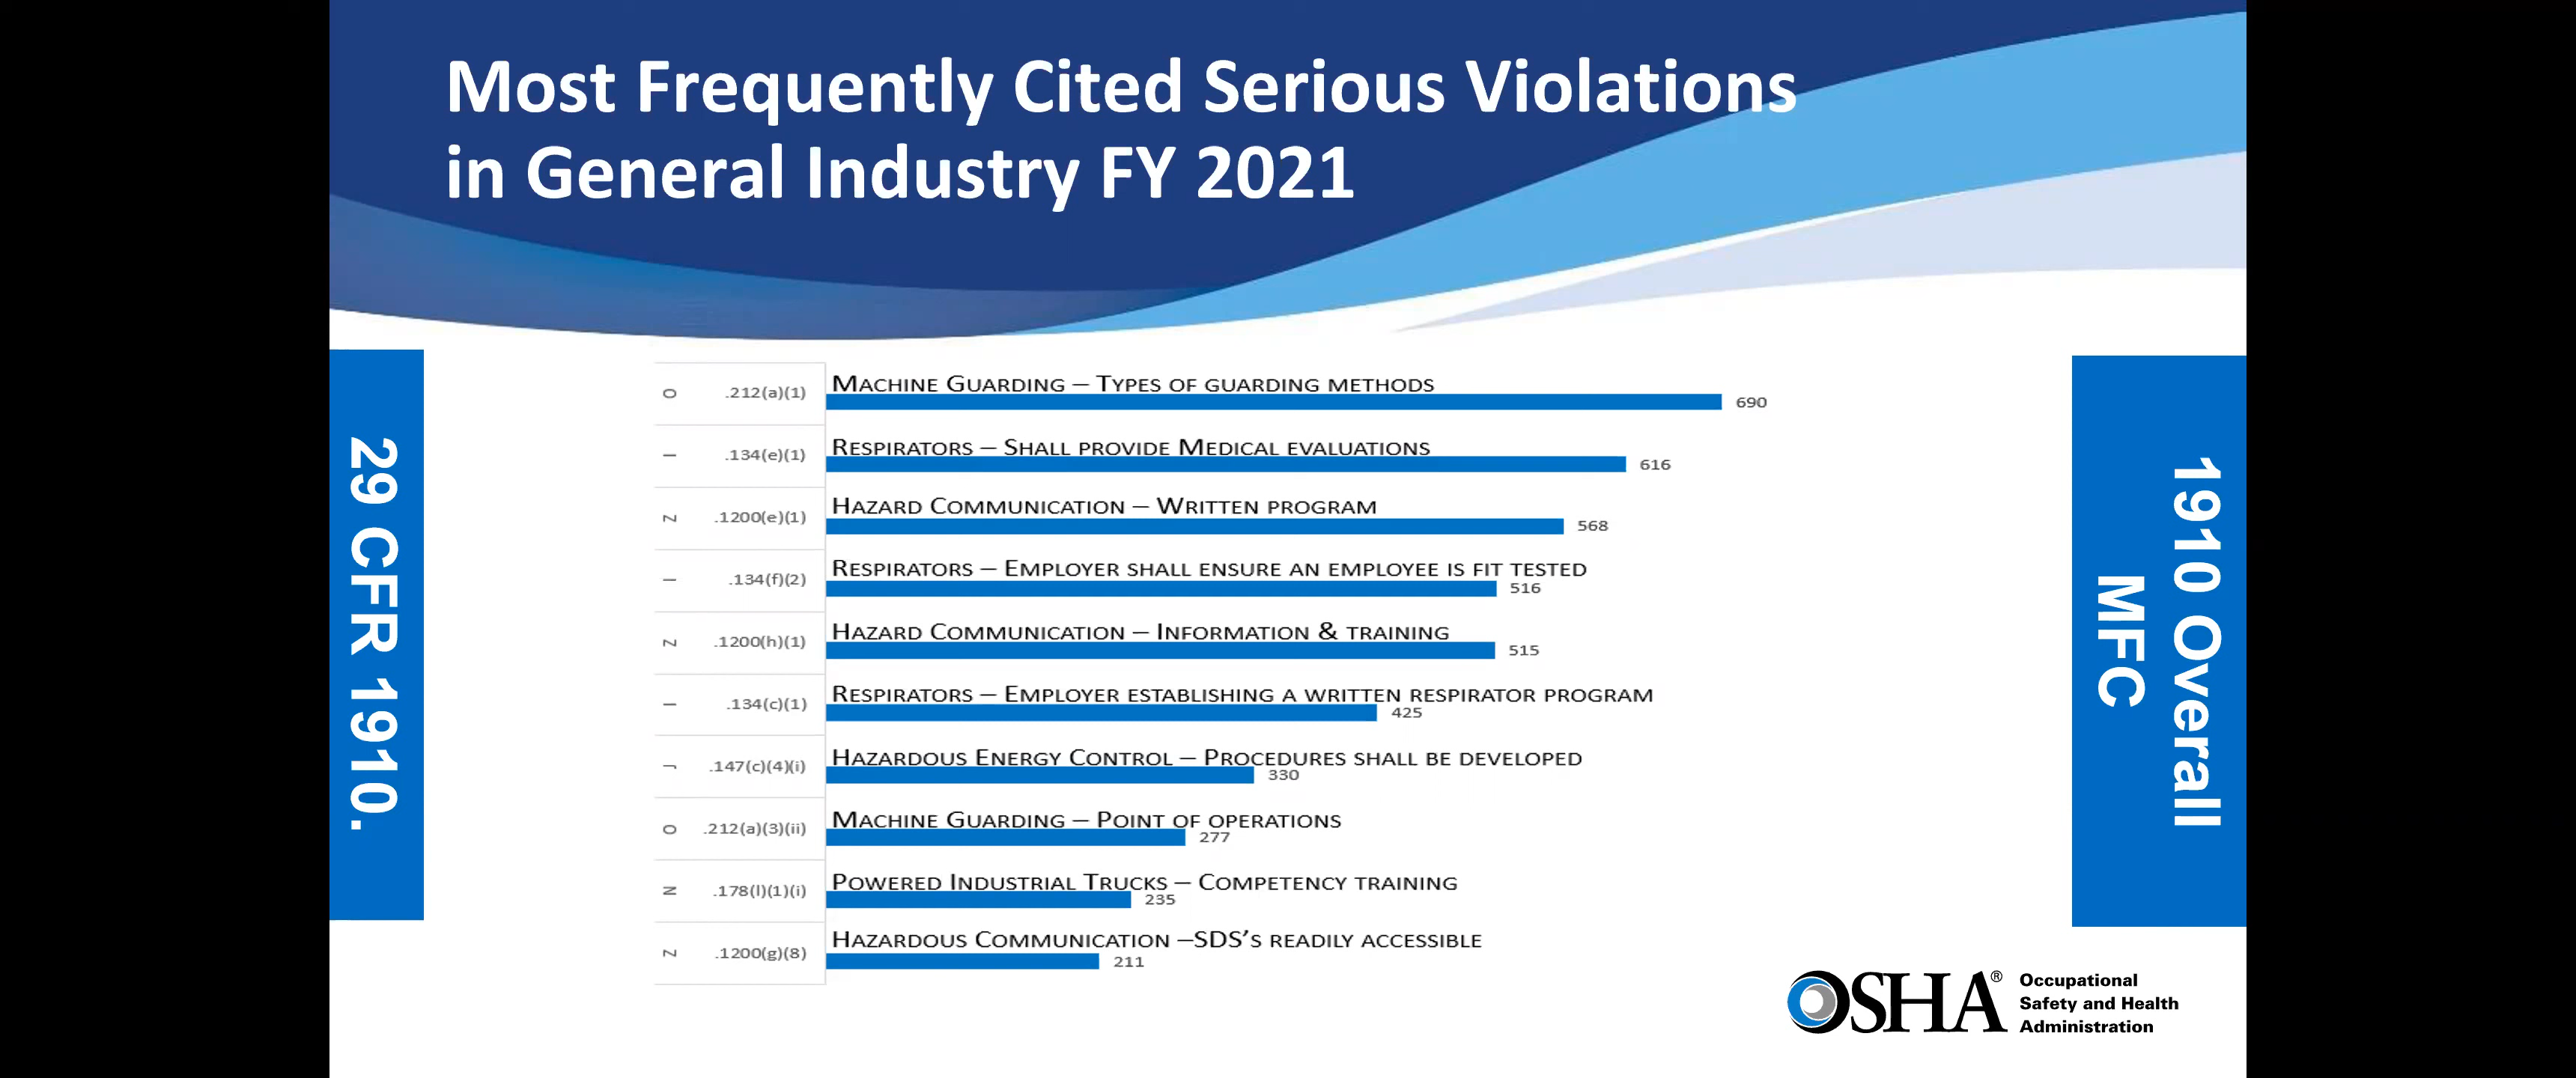 Most Frequently Cited Serious Violations
in General Industry FY 2021
29 CFR 1910.
O .212(a)(1) MACHINE GUARDING – TYPES OF GUARDING METHODS 690
I .134(e)(1) RESPIRATORS – SHALL PROVIDE MEDICAL EVALUATIONS 616
Z .1200(e)(1) HAZARD COMMUNICATION – WRITTEN PROGRAM 568
I .134(f)(2) RESPIRATORS – EMPLOYER SHALL ENSURE AN EMPLOYEE IS FIT TESTED 516
Z .1200(h)(1) HAZARD COMMUNICATION – INFORMATION & TRAINING 515
I .134(c)(1) RESPIRATORS – EMPLOYER ESTABLISHING A WRITTEN RESPIRATOR PROGRAM 425
J .147(c)(4)(i) HAZARDOUS ENERGY CONTROL – PROCEDURES SHALL BE DEVELOPED 330
O .212(a)(3)(ii) MACHINE GUARDING – POINT OF OPERATIONS 277
N .178(l)(1)(i) POWERED INDUSTRIAL TRUCKS – COMPETENCY TRAINING 235
Z .1200(g)(8) HAZARDOUS COMMUNICATION –SDS'S READILY ACCESSIBLE 211
1910 Overall
MFC
OSHA®
Occupational
Safety and Health
Administration